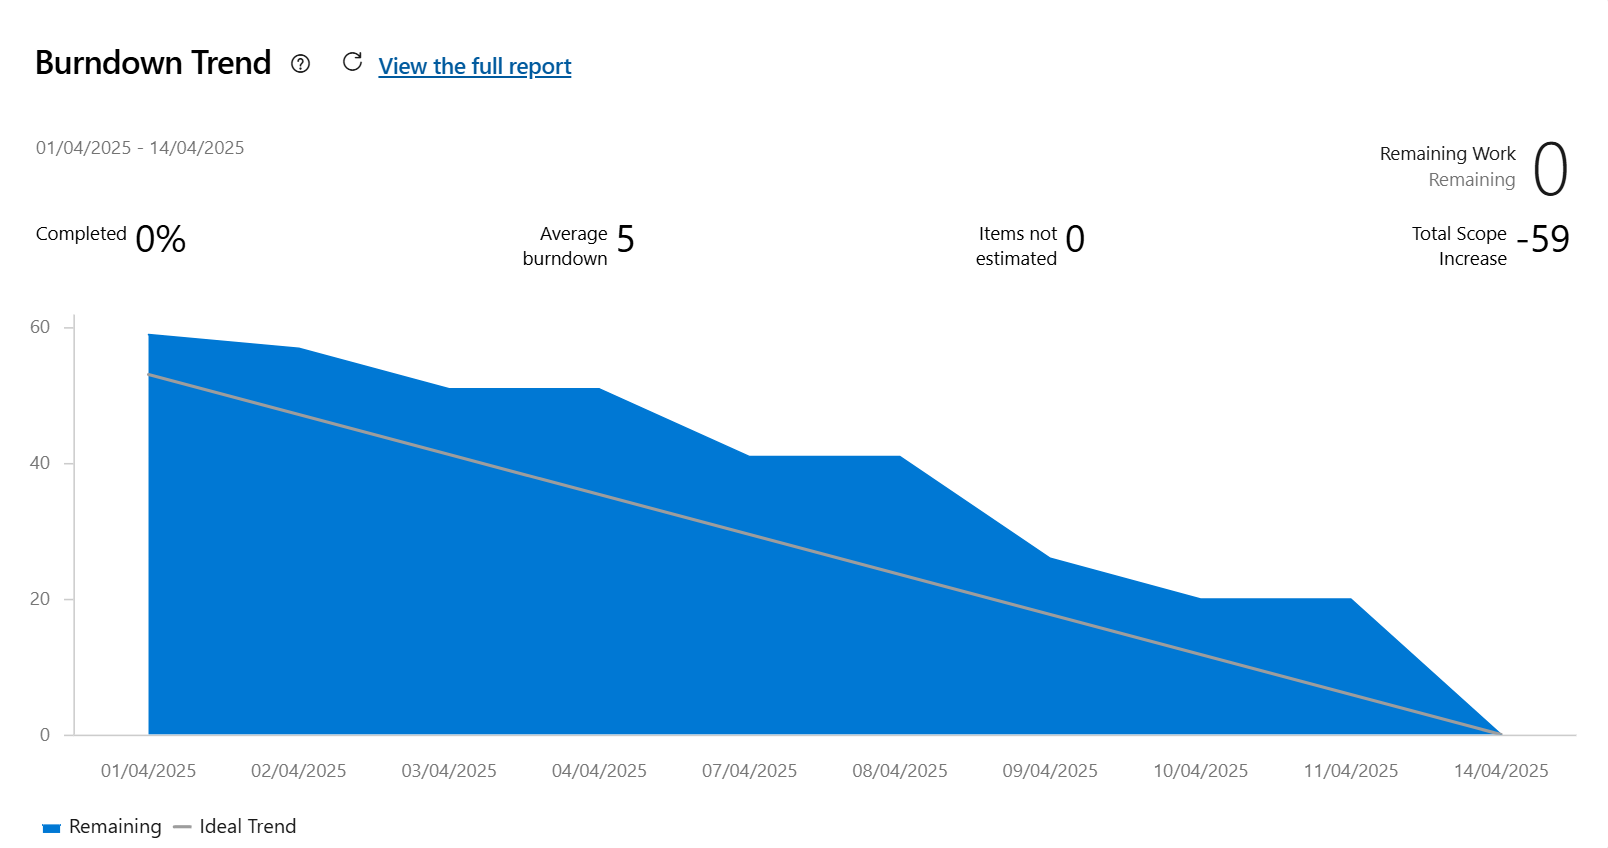 Burndown Trend View the full report
01/04/2025 - 14/04/2025
Remaining Work
Remaining
0
Completed 0%
Average
burndown
5
Items not
estimated
0
Total Scope
Increase
-59
60
40
20
0
01/04/2025 02/04/2025 03/04/2025 04/04/2025 07/04/2025 08/04/2025 09/04/2025 10/04/2025 11/04/2025 14/04/2025
Remaining Ideal Trend